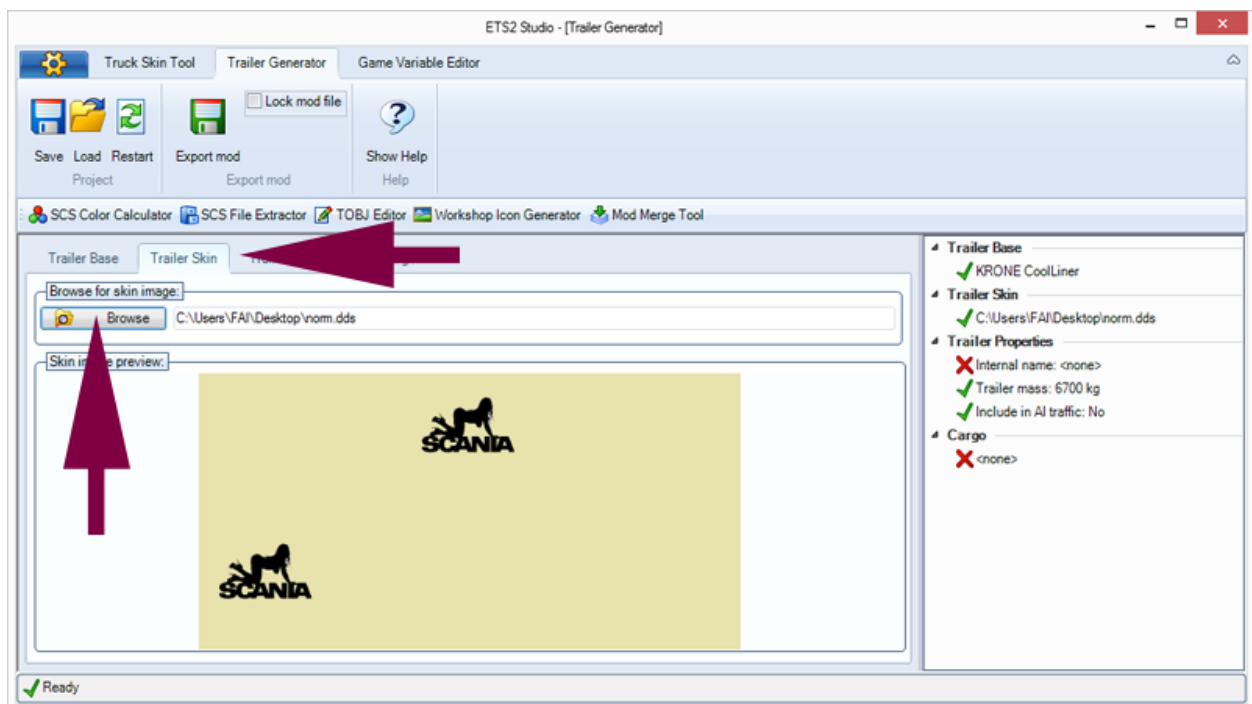 ETS2 Studio - [Trailer Generator]
Truck Skin Tool Trailer Generator Game Variable Editor
Lock mod file
Save Load Restart Export mod Show Help
Project Export mod Help
SCS Color Calculator SCS File Extractor TOBJ Editor Workshop Icon Generator Mod Merge Tool
Trailer Base Trailer Skin
Browse for skin image:
Browse C:\Users\FAI\Desktop\norm.dds
Skin image preview:
SCANIA
SCANIA
Trailer Base
KRONE CoolLiner
Trailer Skin
C:\Users\FAI\Desktop\norm.dds
Trailer Properties
Internal name: <none>
Trailer mass: 6700 kg
Include in AI traffic: No
Cargo
<none>
Ready